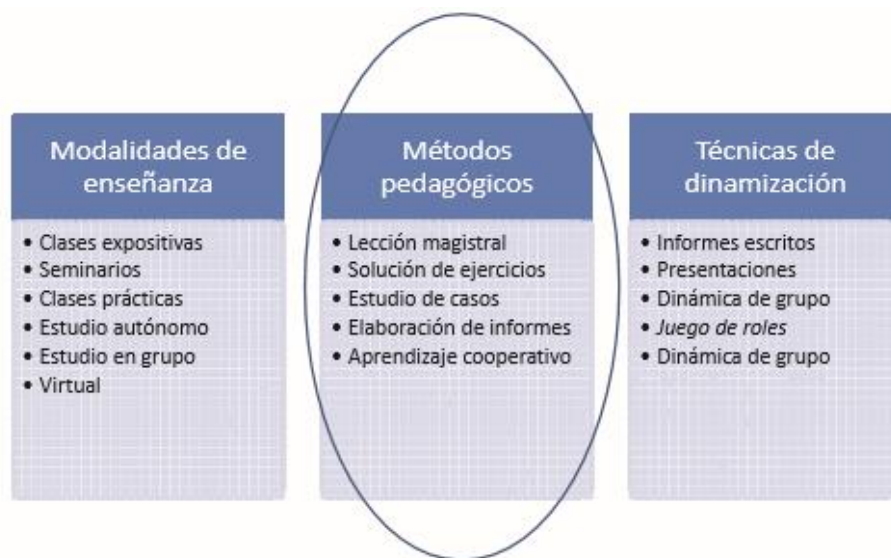 Modalidades de
enseñanza
• Clases expositivas
• Seminarios
• Clases prácticas
• Estudio autónomo
• Estudio en grupo
• Virtual
Métodos
pedagógicos
• Lección magistral
• Solución de ejercicios
• Estudio de casos
• Elaboración de informes
• Aprendizaje cooperativo
Técnicas de
dinamización
• Informes escritos
• Presentaciones
• Dinámica de grupo
• Juego de roles
• Dinámica de grupo